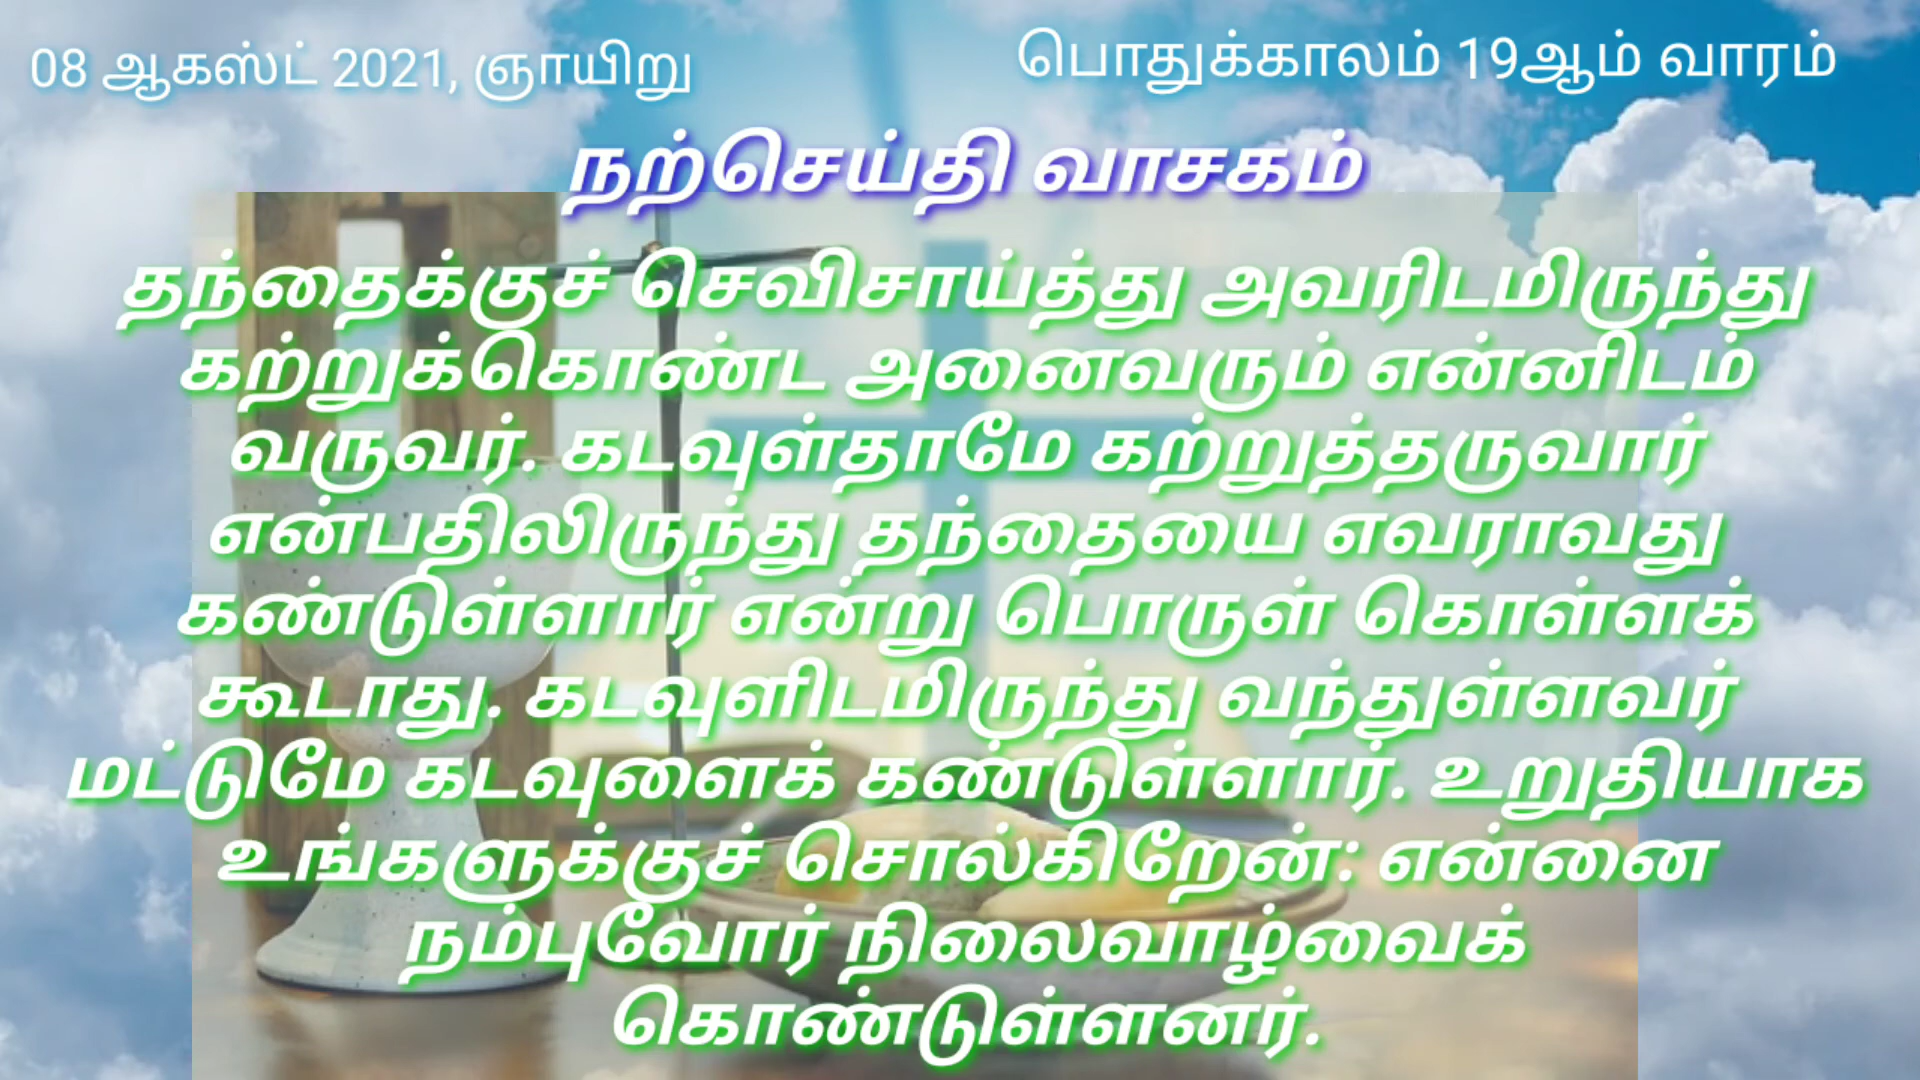 08 ஆகஸ்ட் 2021, ஞாயிறு
பொதுக்காலம் 19ஆம் வாரம்
நற்செய்தி வாசகம்
தந்தைக்குச் செவிசாய்த்து அவரிடமிருந்து
கற்றுக்கொண்ட அனைவரும் என்னிடம்
வருவர். கடவுள்தாமே கற்றுத்தருவார்
என்பதிலிருந்து தந்தையை எவராவது
கண்டுள்ளார் என்று பொருள் கொள்ளக்
கூடாது. கடவுளிடமிருந்து வந்துள்ளவர்
மட்டுமே கடவுளைக் கண்டுள்ளார். உறுதியாக
உங்களுக்குச் சொல்கிறேன்: என்னை
நம்புவோர் நிலைவாழ்வைக்
கொண்டுள்ளனர்.